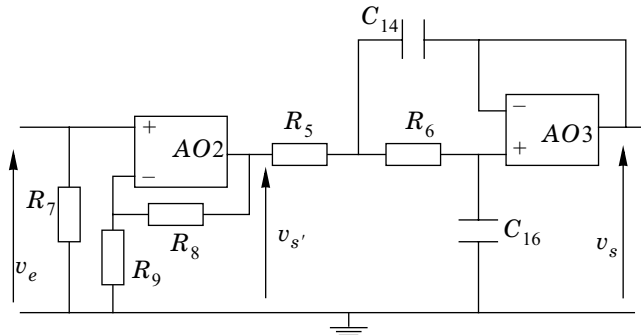 C14
R5
R6
AO2
AO3
+
−
−
+
R7
R8
R9
C16
ve
vs′
vs